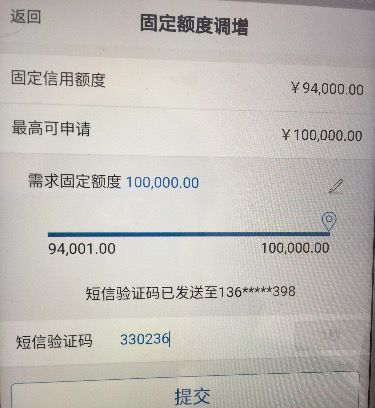 返回
固定额度调增
固定信用额度 ￥94,000.00
最高可申请 ￥100,000.00
需求固定额度 100,000.00
94,001.00 100,000.00
短信验证码已发送至136*****398
短信验证码 330236
提交